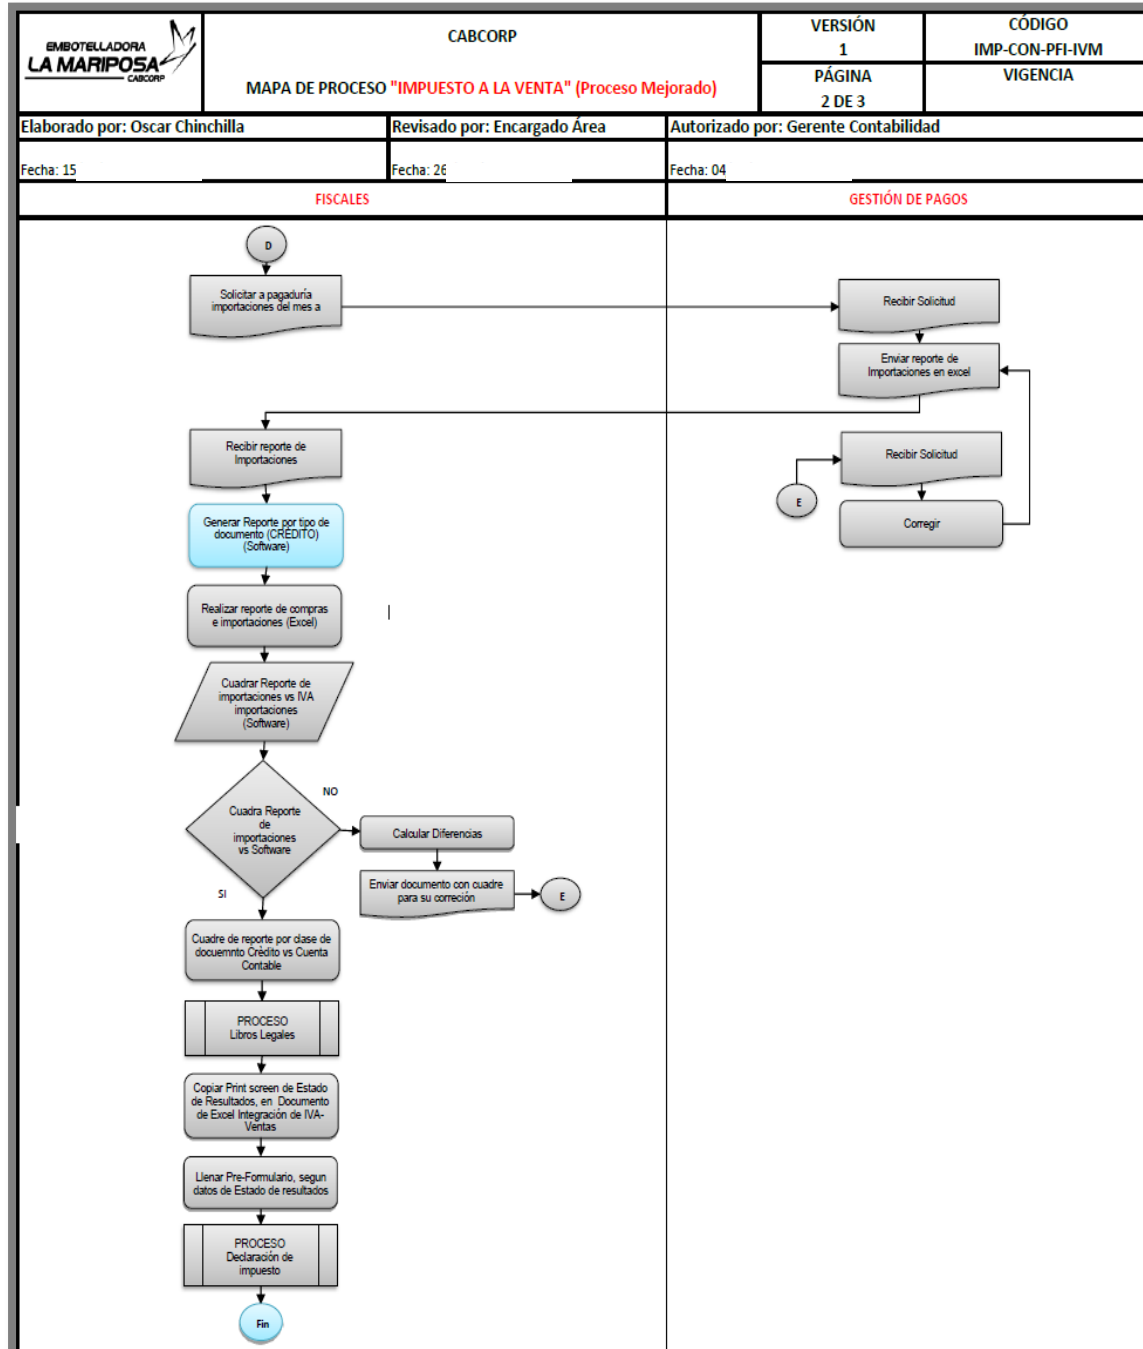 EMBOTELLADORA
LA MARIPOSA
CABCORP
CABCORP
MAPA DE PROCESO "IMPUESTO A LA VENTA" (Proceso Mejorado)
VERSIÓN
1
CÓDIGO
IMP-CON-PFI-IVM
PÁGINA
2 DE 3
VIGENCIA
Elaborado por: Oscar Chinchilla
Revisado por: Encargado Área
Autorizado por: Gerente Contabilidad
Fecha: 15
Fecha: 26
Fecha: 04
FISCALES
GESTIÓN DE PAGOS
D
Solicitar a pagaduría
importaciones del mes a
Recibir Solicitud
Enviar reporte de
Importaciones en excel
Recibir reporte de
Importaciones
Recibir Solicitud
E
Corregir
Generar Reporte por tipo de
documento (CRÉDITO)
(Software)
Realizar reporte de compras
e importaciones (Excel)
Cuadrar Reporte de
importaciones vs IVA
importaciones
(Software)
Cuadra Reporte
de
importaciones
vs Software
NO
Calcular Diferencias
Enviar documento con cuadre
para su correción
E
SI
Cuadre de reporte por clase de
docuemnto Crédito vs Cuenta
Contable
PROCESO
Libros Legales
Copiar Print screen de Estado
de Resultados, en Documento
de Excel Integración de IVA-
Ventas
Llenar Pre-Formulario, segun
datos de Estado de resultados
PROCESO
Declaración de
impuesto
Fin